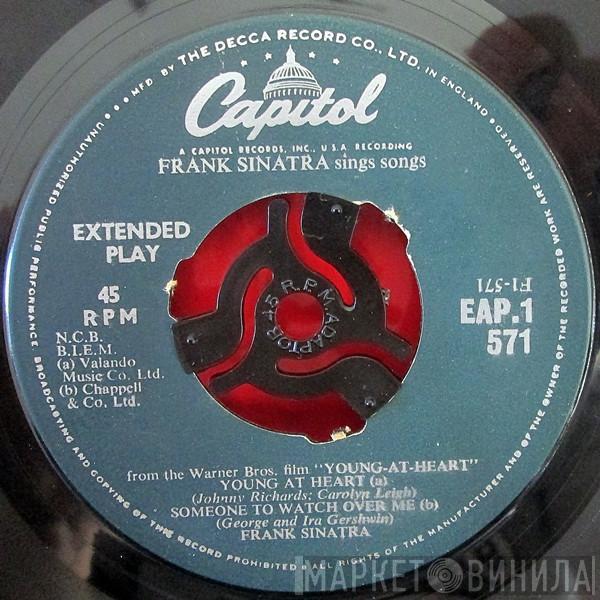 MFD BY THE DECCA RECORD CO., LTD. IN ENGLAND
UNAUTHORIZED PUBLIC PERFORMANCE BROADCASTING AND COPYING OF THIS RECORD PROHIBITED
ALL RIGHTS OF THE MANUFACTURER AND OF THE OWNER OF THE RECORDED WORK ARE RESERVED
Capitol
A CAPITOL RECORDS, INC., U.S.A. RECORDING
FRANK SINATRA sings songs
EXTENDED
PLAY
45
RPM
N.C.B.
B.I.E.M.
(a) Valando
Music Co. Ltd.
(b) Chappell
& Co. Ltd.
45 R.P.M. ADAPTOR
F1-571
EAP.1
571
from the Warner Bros. film "YOUNG-AT-HEART"
YOUNG AT HEART (a)
(Johnny Richards; Carolyn Leigh)
SOMEONE TO WATCH OVER ME (b)
(George and Ira Gershwin)
FRANK SINATRA
МАРКЕТ ВИНИЛА